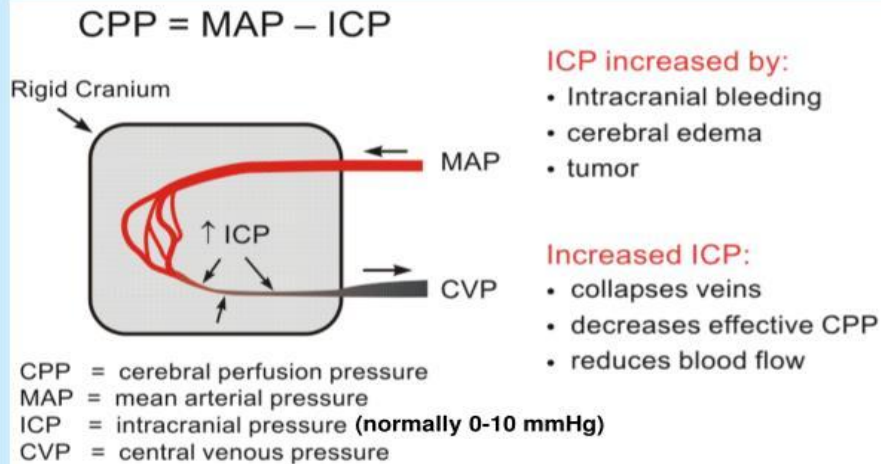 CPP = MAP – ICP
Rigid Cranium
MAP
↑ ICP
CVP
ICP increased by:
• Intracranial bleeding
• cerebral edema
• tumor
Increased ICP:
• collapses veins
• decreases effective CPP
• reduces blood flow
CPP = cerebral perfusion pressure
MAP = mean arterial pressure
ICP = intracranial pressure (normally 0-10 mmHg)
CVP = central venous pressure